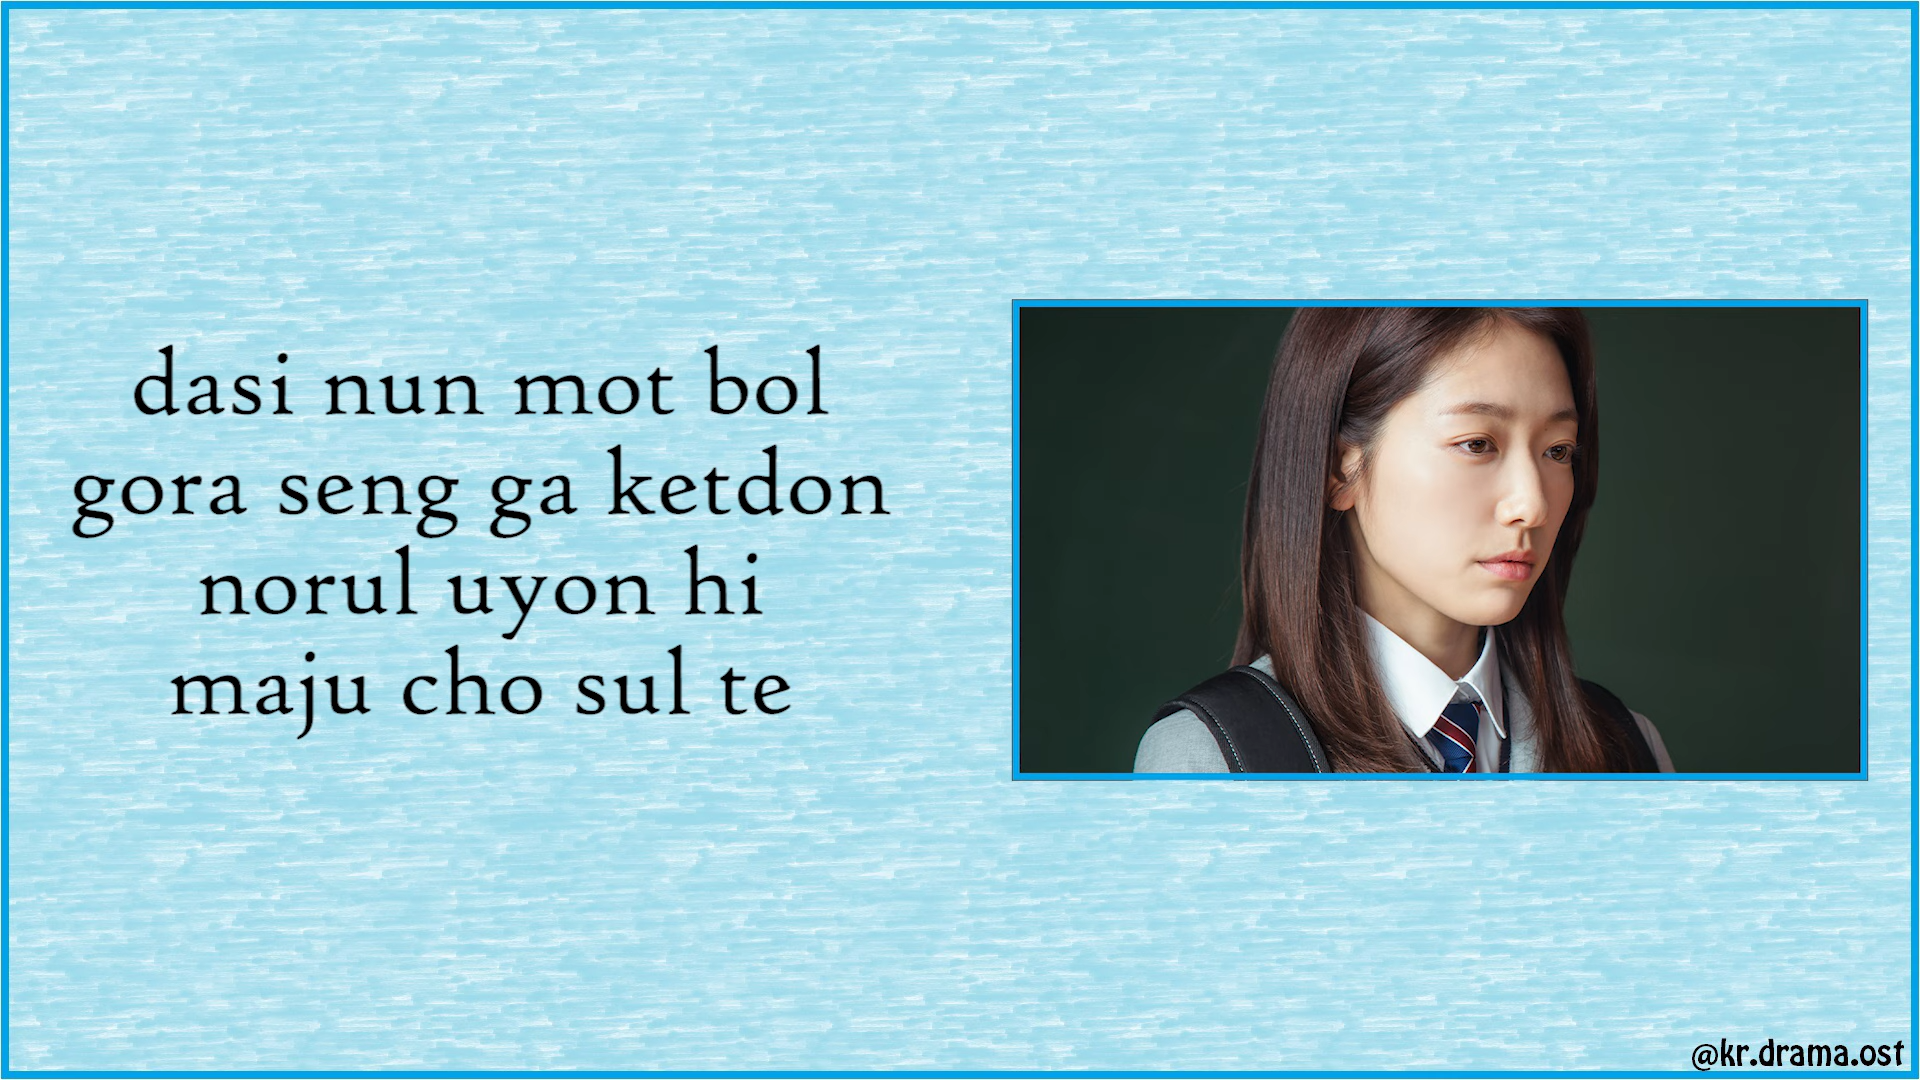 dasi nun mot bol
gora seng ga ketdon
norul uyon hi
maju cho sul te
@kr.drama.ost